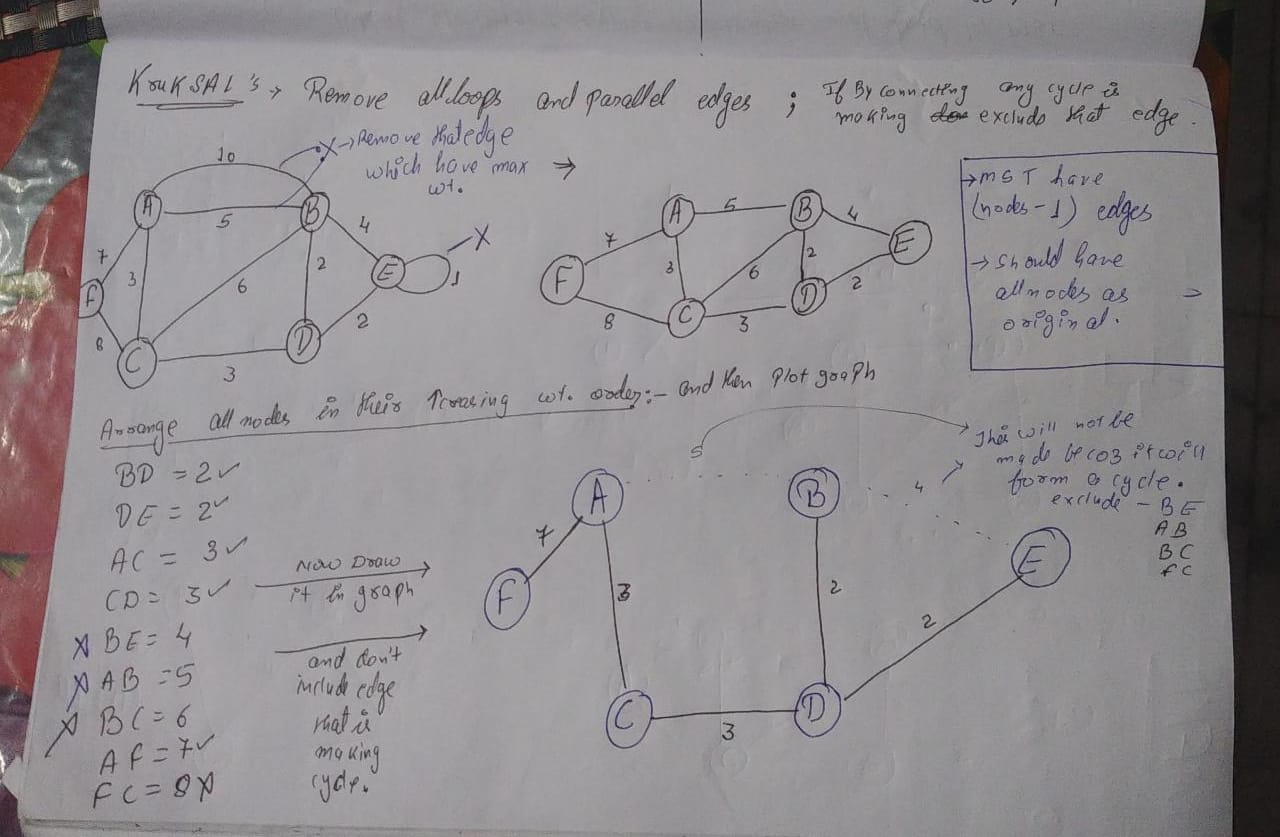 KruKSAL's → Remove all loops and parallel edges ; If By connecting any cycle is
making exclude that edge.
X → Remove that edge
which have max
wt. ⇒
10
A 5 B 4
7 3 6 2 E 1 X
F
8 C 3 D 2
A 5 B 4
7 3 6 2 E
F
8 C 3 D 2
→ MST have
(nodes-1) edges
→ should have
all nodes as
original.
Arrange all nodes in their wt. order:- and then plot graph
BD = 2✓
DE = 2✓
AC = 3✓
CD = 3✓
X BE = 4
X AB = 5
X BC = 6
AF = 7✓
FC = 8X
Now Draw
it in graph
and don't
include edge
that is
making
cycle.
5
A B 4
7 3 2 E
F
2
C 3 D
will not be
made becoz it will
form a cycle.
exclude - BE
AB
BC
FC